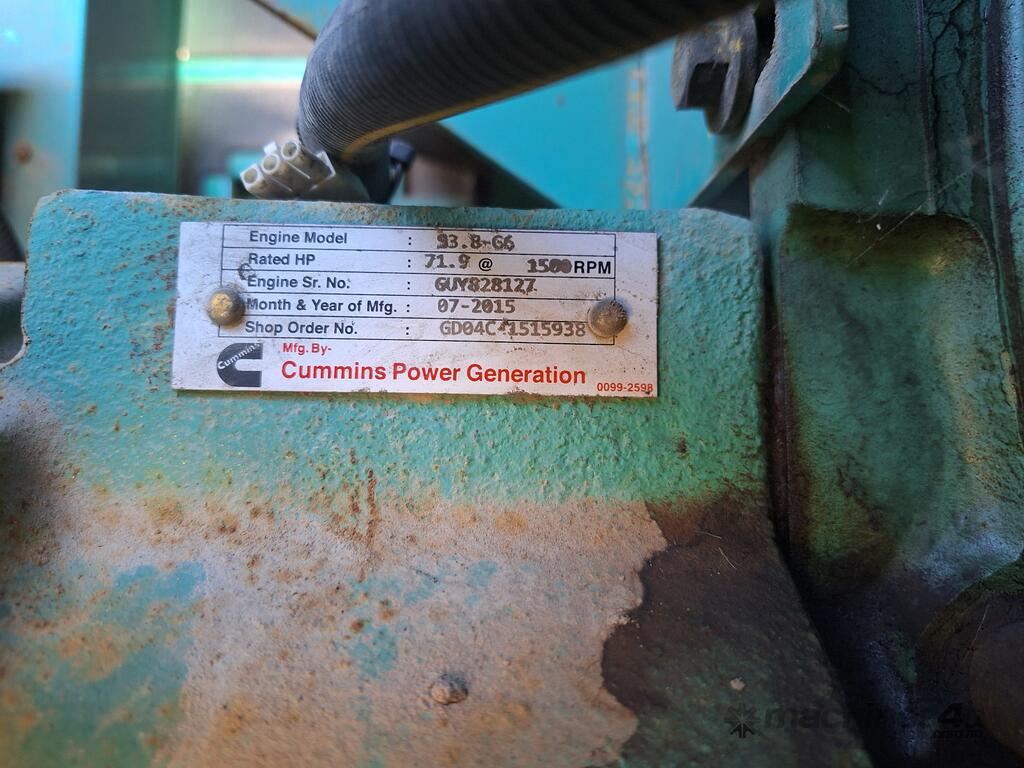 Engine Model : S3.8-G6
Rated HP : 71.9 @ 1500 RPM
Engine Sr. No. : GUY828127
Month & Year of Mfg. : 07-2015
Shop Order No. : GD04C-1515938
Cummins
Mfg. By-
Cummins Power Generation
0099-2598